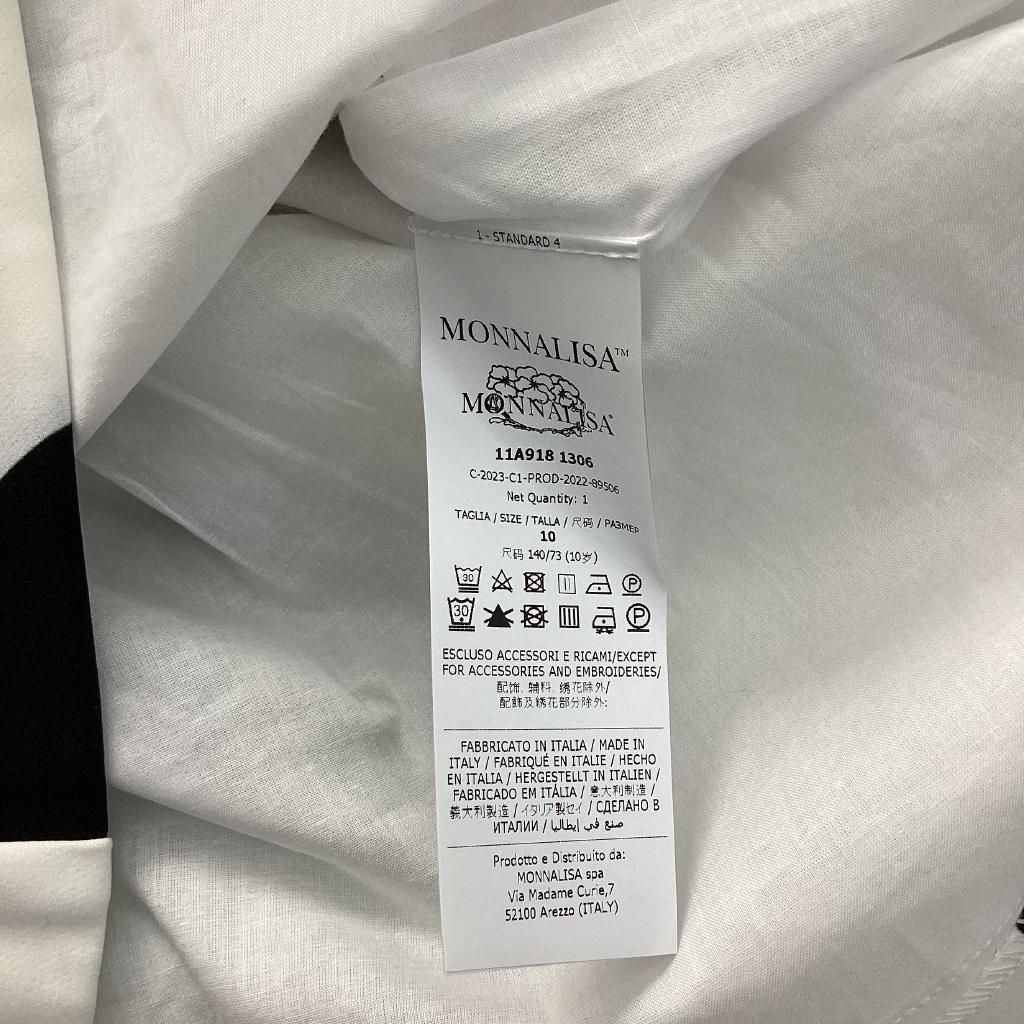 1 - STANDARD 4
MONNALISA™
MONNALISA®
11A918 1306
C-2023-C1-PROD-2022-89506
Net Quantity: 1
TAGLIA / SIZE / TALLA / 尺码 / РАЗМЕР
10
尺码 140/73 (10岁)
30 P
30 P
ESCLUSO ACCESSORI E RICAMI/EXCEPT
FOR ACCESSORIES AND EMBROIDERIES/
配饰、辅料、绣花除外/
配飾及綉花部分除外:
FABBRICATO IN ITALIA / MADE IN
ITALY / FABRIQUÉ EN ITALIE / HECHO
EN ITALIA / HERGESTELLT IN ITALIEN /
FABRICADO EM ITÁLIA / 意大利制造 /
義大利製造 / イタリア製セイ / СДЕЛАНО В
ИТАЛИИ / صنع في إيطاليا
Prodotto e Distribuito da:
MONNALISA spa
Via Madame Curie,7
52100 Arezzo (ITALY)